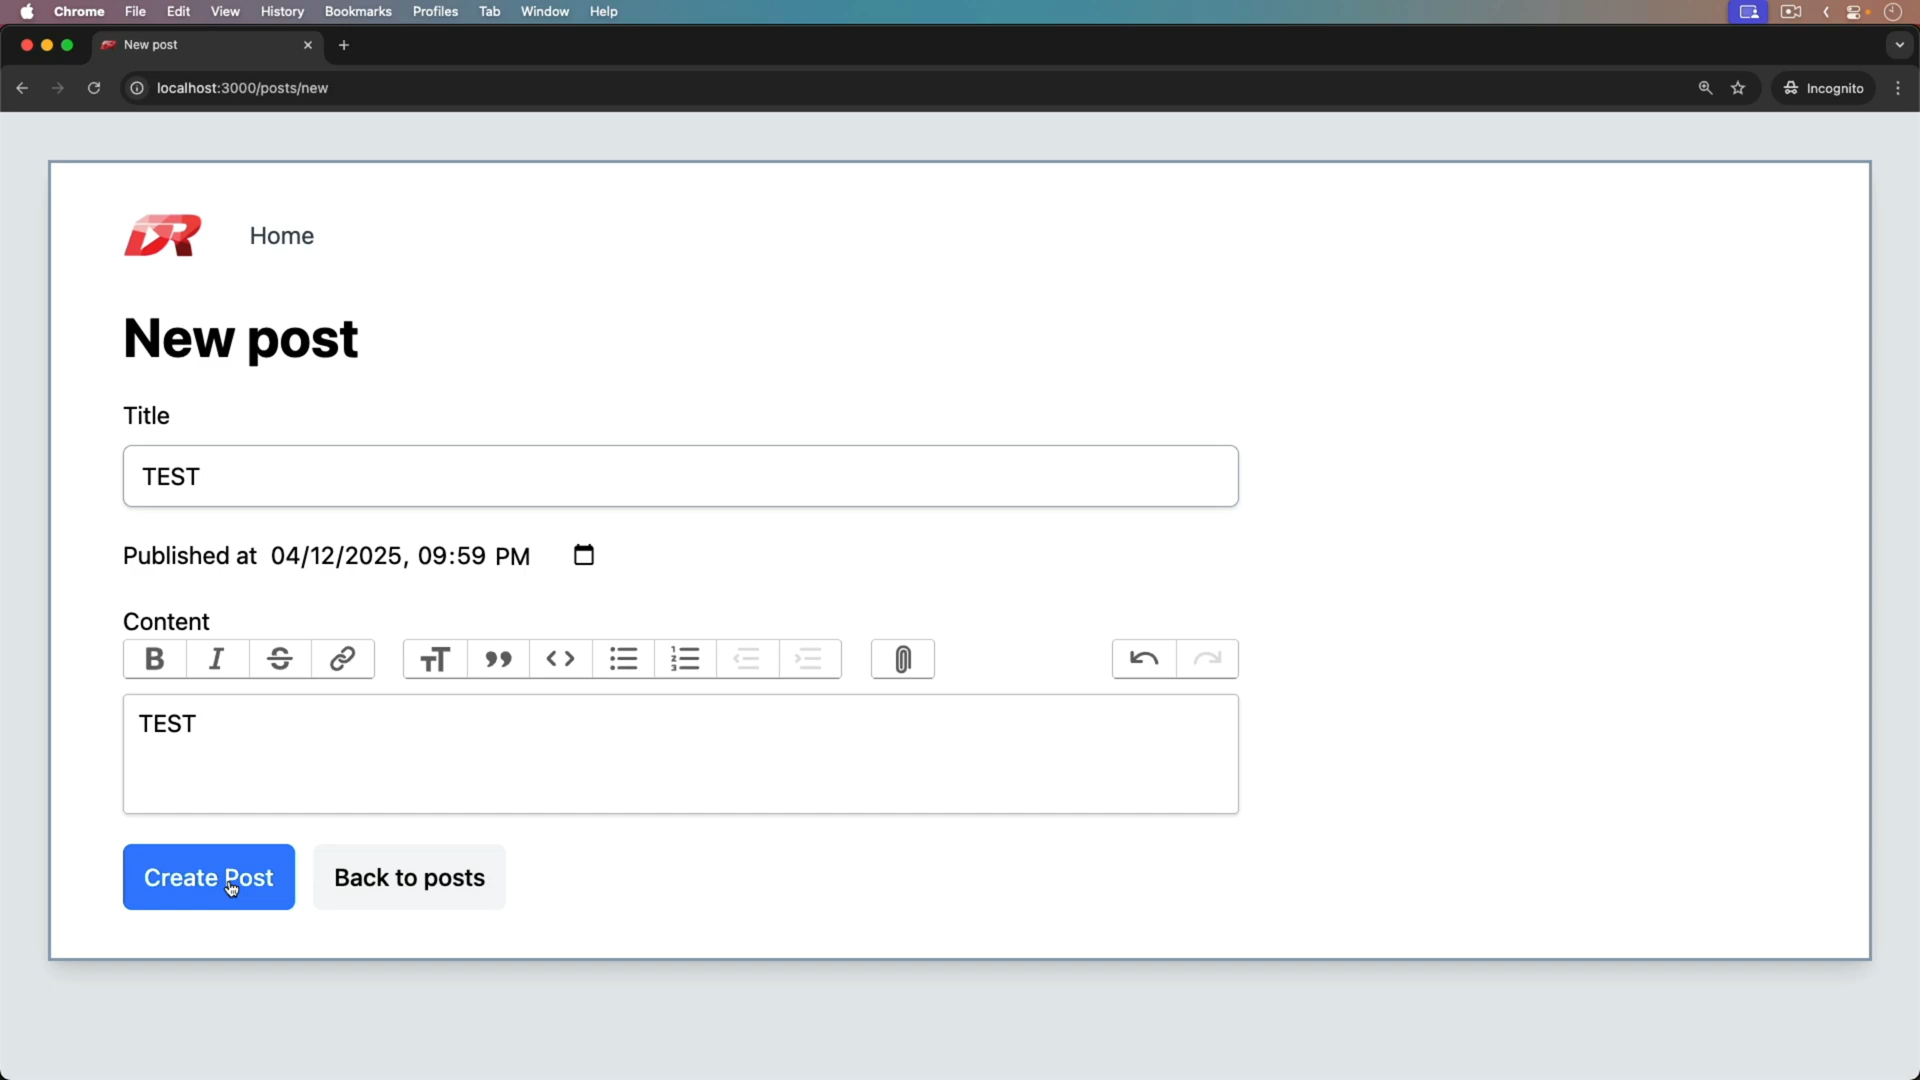 Chrome File Edit View History Bookmarks Profiles Tab Window Help
New post
localhost:3000/posts/new
Incognito
DR
Home
New post
Title
TEST
Published at 04/12/2025, 09:59 PM
Content
TEST
Create Post Back to posts